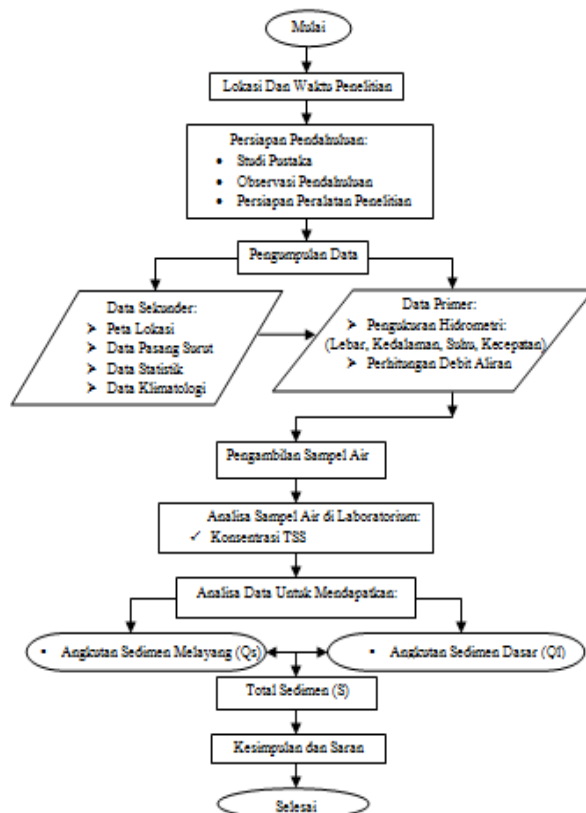 Mulai
Lokasi Dan Waktu Penelitian
Persiapan Pendahuluan:
• Studi Pustaka
• Observasi Pendahuluan
• Persiapan Peralatan Penelitian
Pengumpulan Data
Data Sekunder:
➢ Peta Lokasi
➢ Data Pasang Surut
➢ Data Statistik
➢ Data Klimatologi
Data Primer:
➢ Pengukuran Hidrometri:
(Lebar, Kedalaman, Suhu, Kecepatan)
➢ Perhitungan Debit Aliran
Pengambilan Sampel Air
Analisa Sampel Air di Laboratorium:
✓ Konsentrasi TSS
Analisa Data Untuk Mendapatkan:
▪ Angkutan Sedimen Melayang (Qs)
▪ Angkutan Sedimen Dasar (Qf)
Total Sedimen (S)
Kesimpulan dan Saran
Selesai